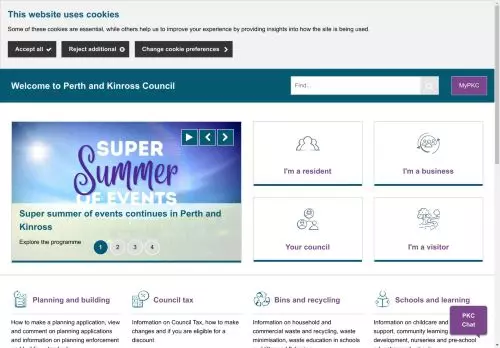 This website uses cookies
Some of these cookies are essential, while others help us to improve your experience by providing insights into how the site is being used.
Accept all
Reject additional
Change cookie preferences
Welcome to Perth and Kinross Council
Find...
MyPKC
SUPER
Summer
OF EVENTS
Super summer of events continues in Perth and
Kinross
Explore the programme
1 2 3 4
I'm a resident
I'm a business
Your council
I'm a visitor
Planning and building
How to make a planning application, view
and comment on planning applications
and information on planning enforcement
Council tax
Information on Council Tax, how to make
changes and if you are eligible for a
discount
Bins and recycling
Information on household and
commercial waste and recycling, waste
minimisation, waste education in schools
Schools and learning
Information on childcare and
support, community learning
development, nurseries and pre-school
PKC
Chat